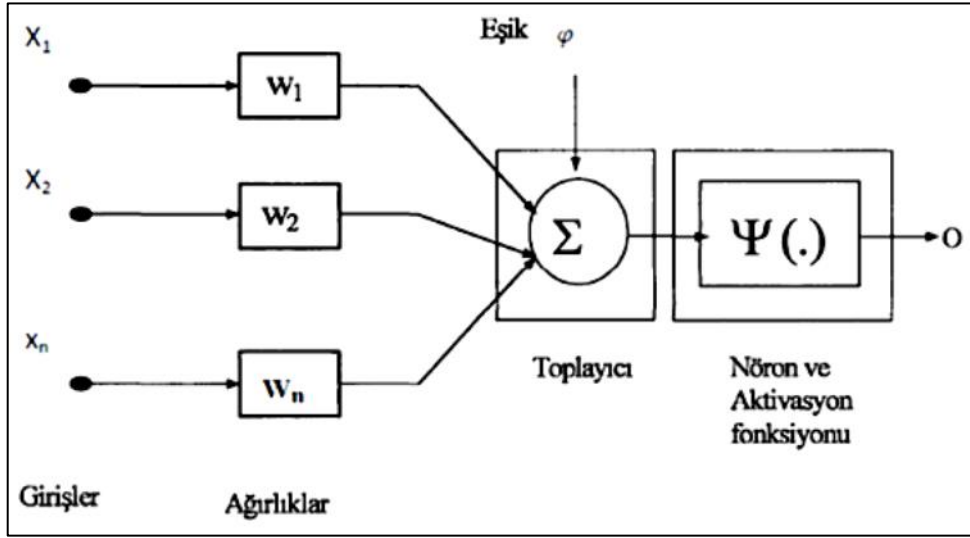 X1
Eşik φ
W1
X2
W2
Σ
Ψ(.)
O
xn
Wn
Toplayıcı
Nöron ve
Aktivasyon
fonksiyonu
Girişler
Ağırlıklar